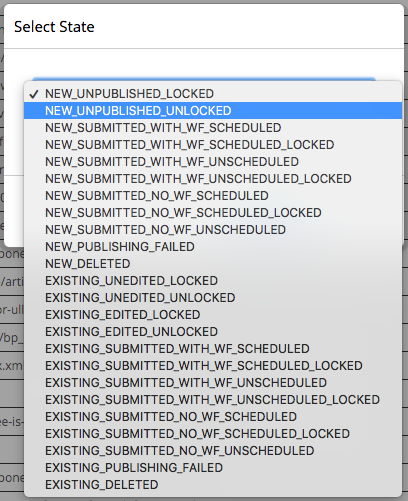 Select State
NEW_UNPUBLISHED_LOCKED
NEW_UNPUBLISHED_UNLOCKED
NEW_SUBMITTED_WITH_WF_SCHEDULED
NEW_SUBMITTED_WITH_WF_SCHEDULED_LOCKED
NEW_SUBMITTED_WITH_WF_UNSCHEDULED
NEW_SUBMITTED_WITH_WF_UNSCHEDULED_LOCKED
NEW_SUBMITTED_NO_WF_SCHEDULED
NEW_SUBMITTED_NO_WF_SCHEDULED_LOCKED
NEW_SUBMITTED_NO_WF_UNSCHEDULED
NEW_PUBLISHING_FAILED
NEW_DELETED
EXISTING_UNEDITED_LOCKED
EXISTING_UNEDITED_UNLOCKED
EXISTING_EDITED_LOCKED
EXISTING_EDITED_UNLOCKED
EXISTING_SUBMITTED_WITH_WF_SCHEDULED
EXISTING_SUBMITTED_WITH_WF_SCHEDULED_LOCKED
EXISTING_SUBMITTED_WITH_WF_UNSCHEDULED
EXISTING_SUBMITTED_WITH_WF_UNSCHEDULED_LOCKED
EXISTING_SUBMITTED_NO_WF_SCHEDULED
EXISTING_SUBMITTED_NO_WF_SCHEDULED_LOCKED
EXISTING_SUBMITTED_NO_WF_UNSCHEDULED
EXISTING_PUBLISHING_FAILED
EXISTING_DELETED